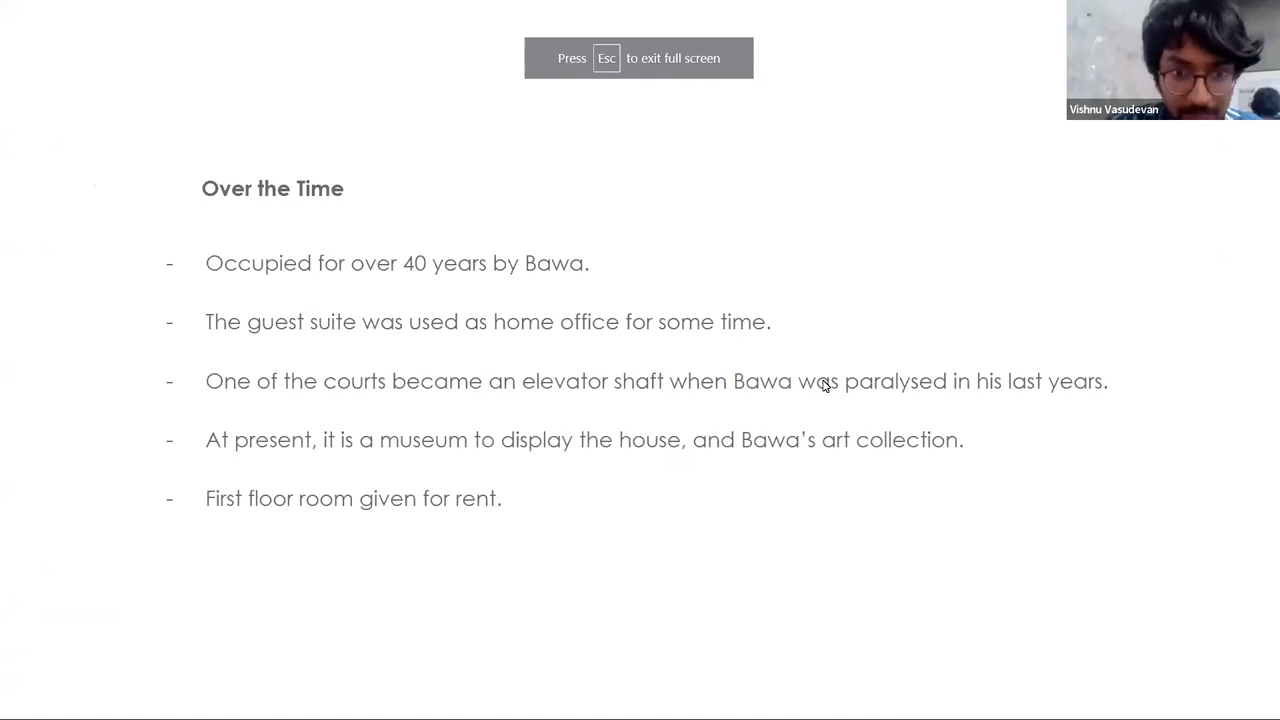 Press Esc to exit full screen
Vishnu Vasudevan
Over the Time
- Occupied for over 40 years by Bawa.
- The guest suite was used as home office for some time.
- One of the courts became an elevator shaft when Bawa was paralysed in his last years.
- At present, it is a museum to display the house, and Bawa’s art collection.
- First floor room given for rent.